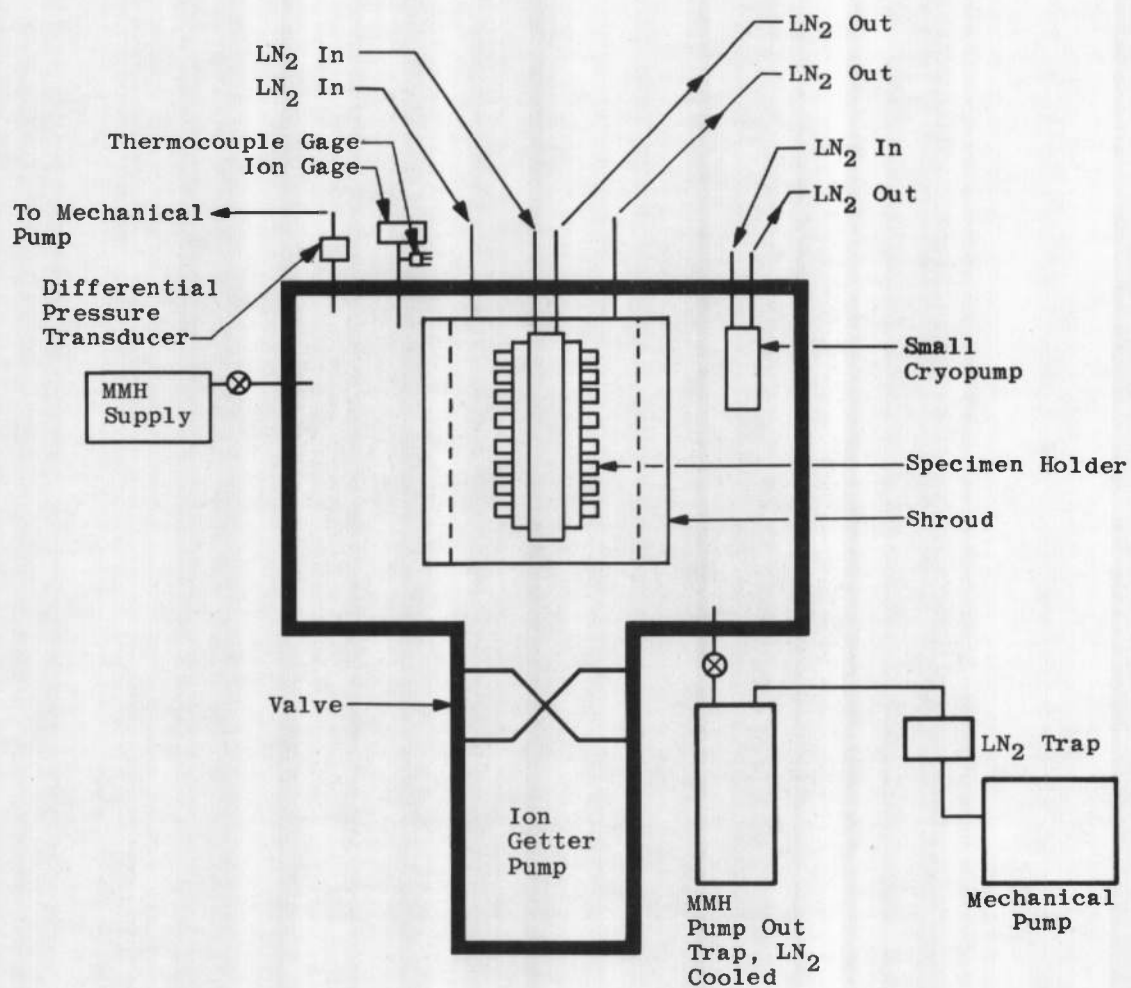 LN2 Out
LN2 In
LN2 Out
LN2 In
Thermocouple Gage
Ion Gage
LN2 In
LN2 Out
To Mechanical
Pump
Differential
Pressure
Transducer
Small
Cryopump
MMH
Supply
Specimen Holder
Shroud
Valve
LN2 Trap
Ion
Getter
Pump
MMH
Pump Out
Trap, LN2
Cooled
Mechanical
Pump